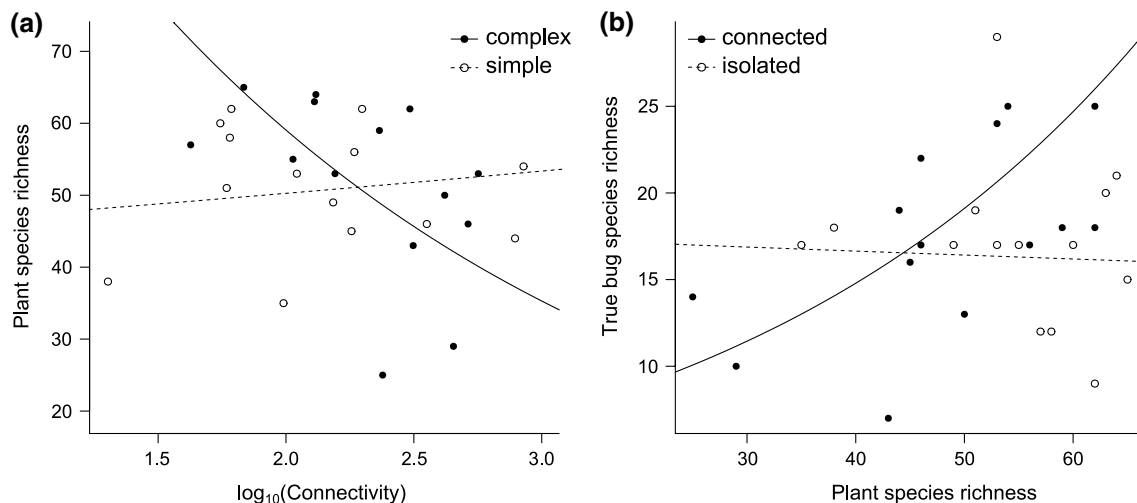 (a)
complex
simple
Plant species richness
70
60
50
40
30
20
1.5 2.0 2.5 3.0
log10(Connectivity)
(b)
connected
isolated
True bug species richness
25
20
15
10
30 40 50 60
Plant species richness